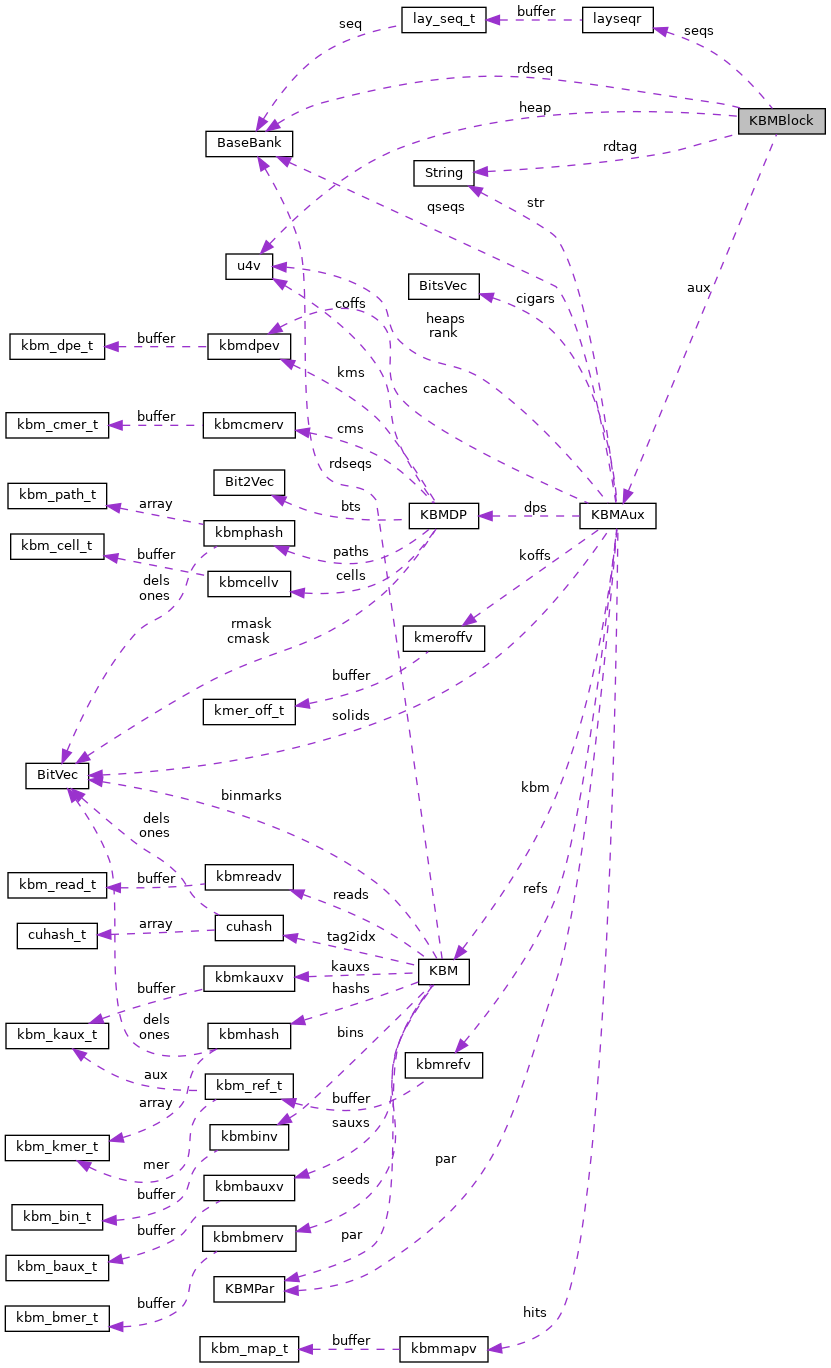 buffer
lay_seq_t
layseqr
seq
seqs
rdseq
heap
KBMBlock
BaseBank
rdtag
String
str
qseqs
u4v
BitsVec
aux
cigars
coffs
heaps
rank
kbm_dpe_t
buffer
kbmdpev
kms
caches
kbm_cmer_t
buffer
kbmcmerv
cms
rdseqs
Bit2Vec
kbm_path_t
array
bts
KBMDP
dps
KBMAux
kbmphash
kbm_cell_t
buffer
paths
koffs
kbmcellv
cells
dels
ones
rmask
cmask
kmeroffv
buffer
kmer_off_t
solids
BitVec
kbm
binmarks
dels
ones
kbm_read_t
buffer
kbmreadv
reads
refs
cuhash_t
array
cuhash
tag2idx
kauxs
KBM
buffer
kbmkauxv
hashs
kbm_kaux_t
dels
ones
kbmhash
bins
kbmrefv
aux
kbm_ref_t
array
buffer
sauxs
kbm_kmer_t
kbmbinv
mer
par
buffer
kbmbauxv
seeds
kbm_bin_t
buffer
kbmbmerv
par
kbm_baux_t
KBMPar
buffer
kbm_bmer_t
hits
kbm_map_t
buffer
kbmmapv